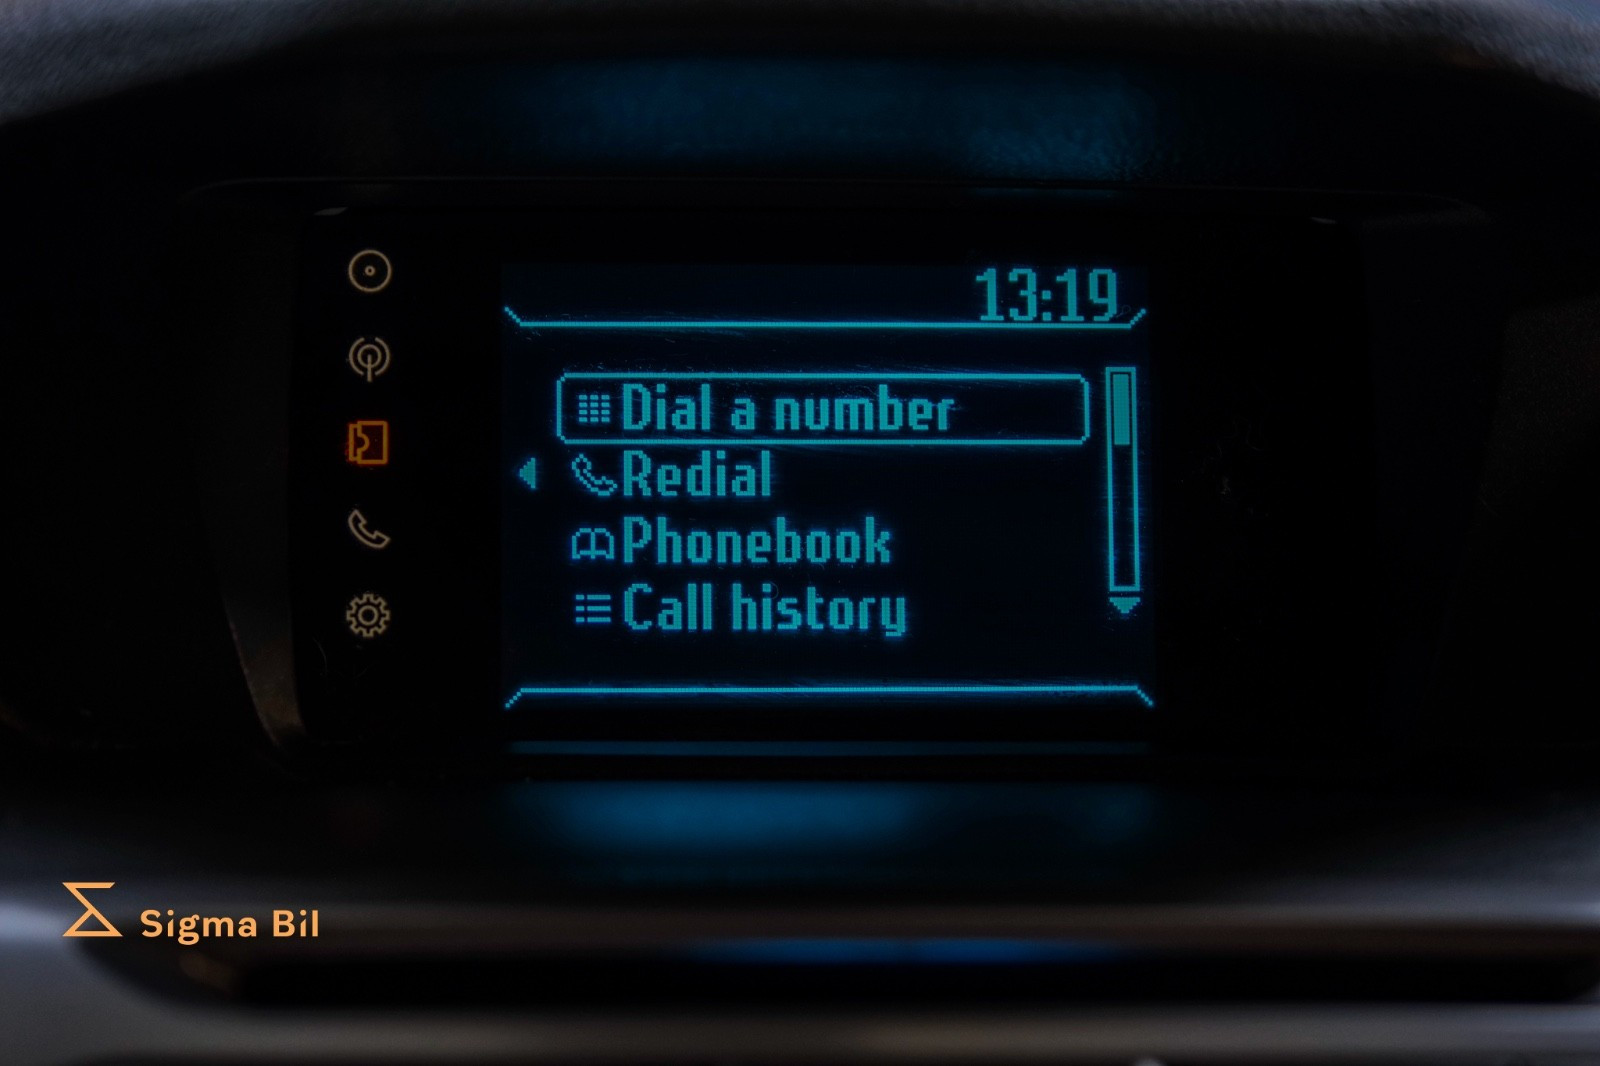 13:19
Dial a number
Redial
Phonebook
Call history
Sigma Bil